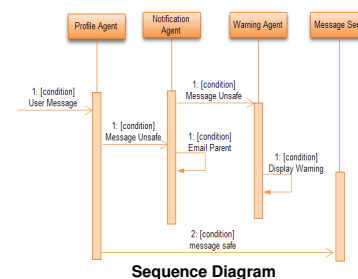 Profile Agent
Notification
Agent
Warning Agent
Message Ser
1: [condition]
User Message
1: [condition]
Message Unsafe
1: [condition]
Message Unsafe
1: [condition]
Email Parent
1: [condition]
Display Warning
2: [condition]
message safe
Sequence Diagram